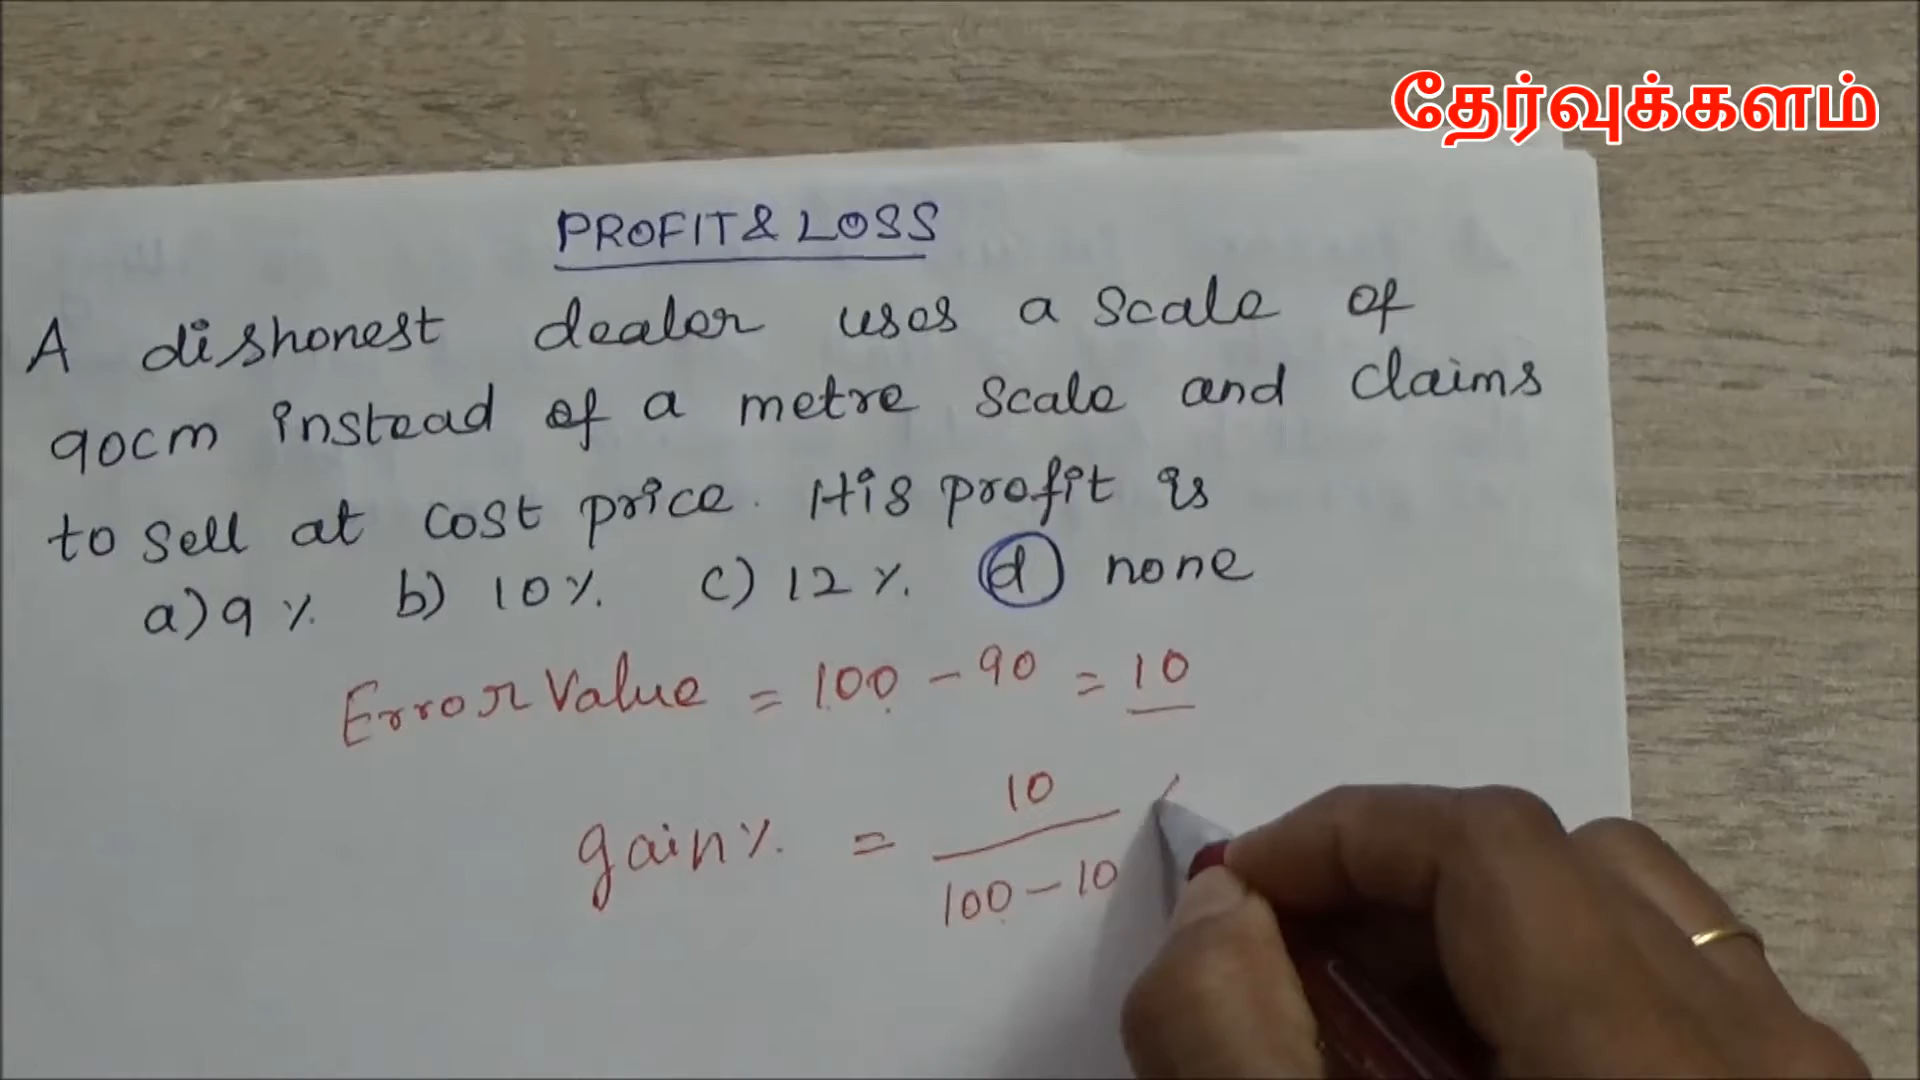 தேர்வுக்களம்
PROFIT & LOSS
A dishonest dealer uses a scale of
90cm instead of a metre scale and claims
to sell at cost price. His profit is
a) 9 % b) 10 % c) 12 % d) none
Error Value = 100 - 90 = 10
gain % = 10
100 - 10